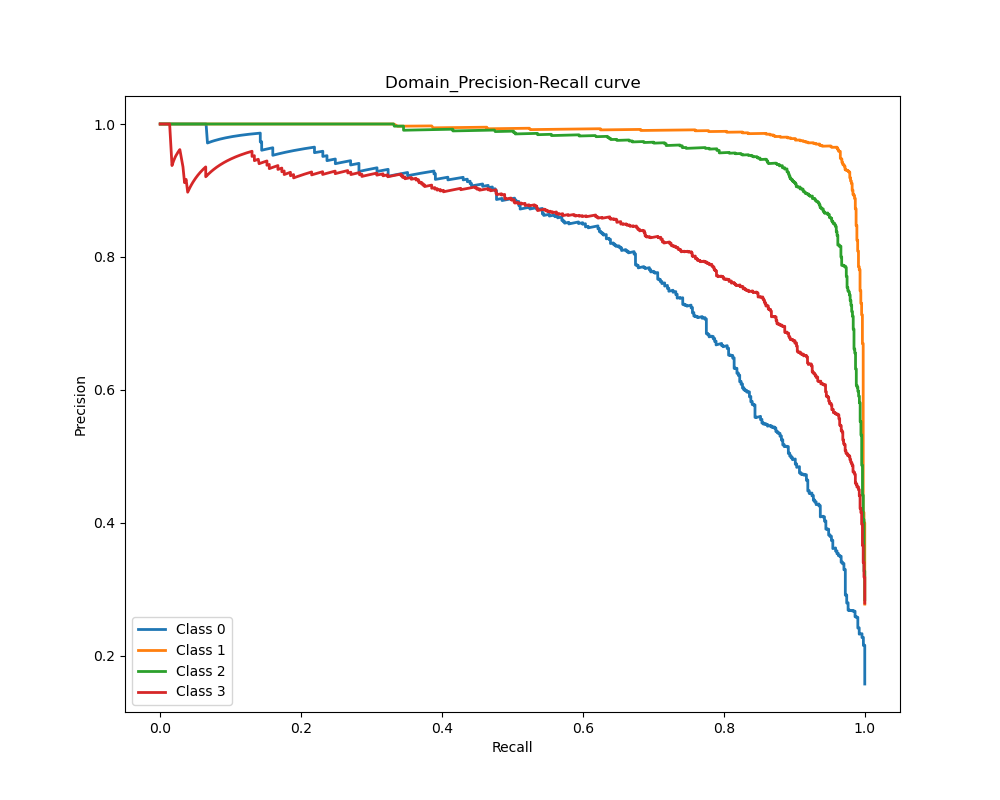 Domain_Precision-Recall curve
1.0
0.8
0.6
0.4
0.2
Precision
Class 0
Class 1
Class 2
Class 3
0.0 0.2 0.4 0.6 0.8 1.0
Recall